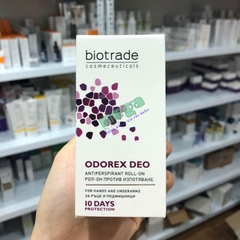 biotrade
cosmeceuticals
ODOREX DEO
ANTIPERSPIRANT ROLL-ON
РОЛ-ОН ПРОТИВ ИЗПОТЯВАНЕ
FOR HANDS AND UNDERARMS
ЗА РЪЦЕ И ПОДМИШНИЦИ
10 DAYS
PROTECTION